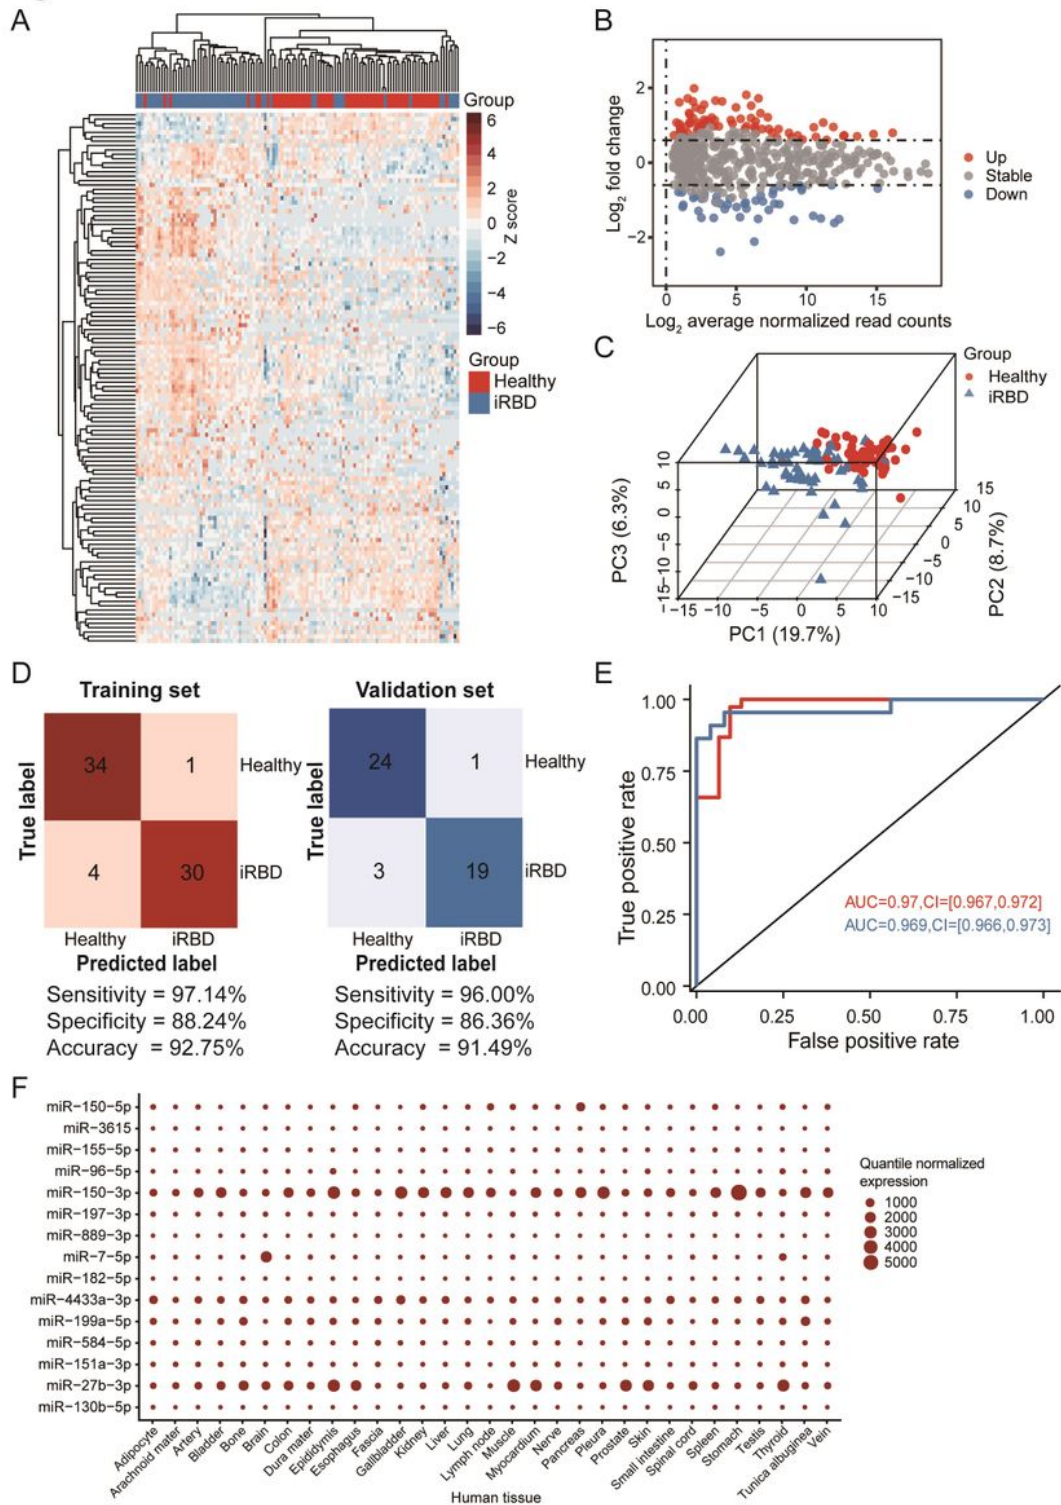 A
Group
6
4
2
0
−2
−4
−6
Z score
Group
Healthy
iRBD
B
Log2 fold change
2
0
−2
0
5
10
15
Log2 average normalized read counts
Up
Stable
Down
C
Group
Healthy
iRBD
PC3 (6.3%)
10
5
0
−5
−10
−15
−15
−10
−5
0
5
10
PC1 (19.7%)
15
10
5
0
−5
−10
−15
PC2 (8.7%)
D
Training set
True label
34
1
Healthy
4
30
iRBD
Healthy
iRBD
Predicted label
Sensitivity = 97.14%
Specificity = 88.24%
Accuracy = 92.75%
Validation set
True label
24
1
Healthy
3
19
iRBD
Healthy
iRBD
Predicted label
Sensitivity = 96.00%
Specificity = 86.36%
Accuracy = 91.49%
E
True positive rate
1.00
0.75
0.50
0.25
0.00
AUC=0.97,CI=[0.967,0.972]
AUC=0.969,CI=[0.966,0.973]
0.00
0.25
0.50
0.75
1.00
False positive rate
F
miR−150−5p
miR−3615
miR−155−5p
miR−96−5p
miR−150−3p
miR−197−3p
miR−889−3p
miR−7−5p
miR−182−5p
miR−4433a−3p
miR−199a−5p
miR−584−5p
miR−151a−3p
miR−27b−3p
miR−130b−5p
Adipocyte
Arachnoid mater
Artery
Bladder
Bone
Brain
Colon
Dura mater
Epididymis
Esophagus
Fascia
Gallbladder
Kidney
Liver
Lung
Lymph node
Muscle
Myocardium
Nerve
Pancreas
Pleura
Prostate
Skin
Small intestine
Spinal cord
Spleen
Stomach
Testis
Thyroid
Tunica albuginea
Vein
Human tissue
Quantile normalized
expression
1000
2000
3000
4000
5000